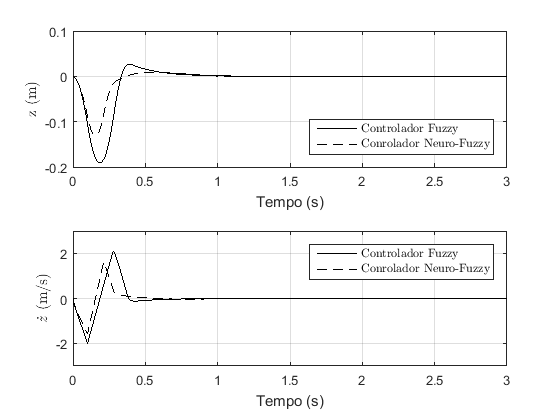 0.1
0
-0.1
-0.2
z (m)
Controlador Fuzzy
Conrolador Neuro-Fuzzy
0 0.5 1 1.5 2 2.5 3
Tempo (s)
2
0
-2
ż (m/s)
Controlador Fuzzy
Conrolador Neuro-Fuzzy
0 0.5 1 1.5 2 2.5 3
Tempo (s)